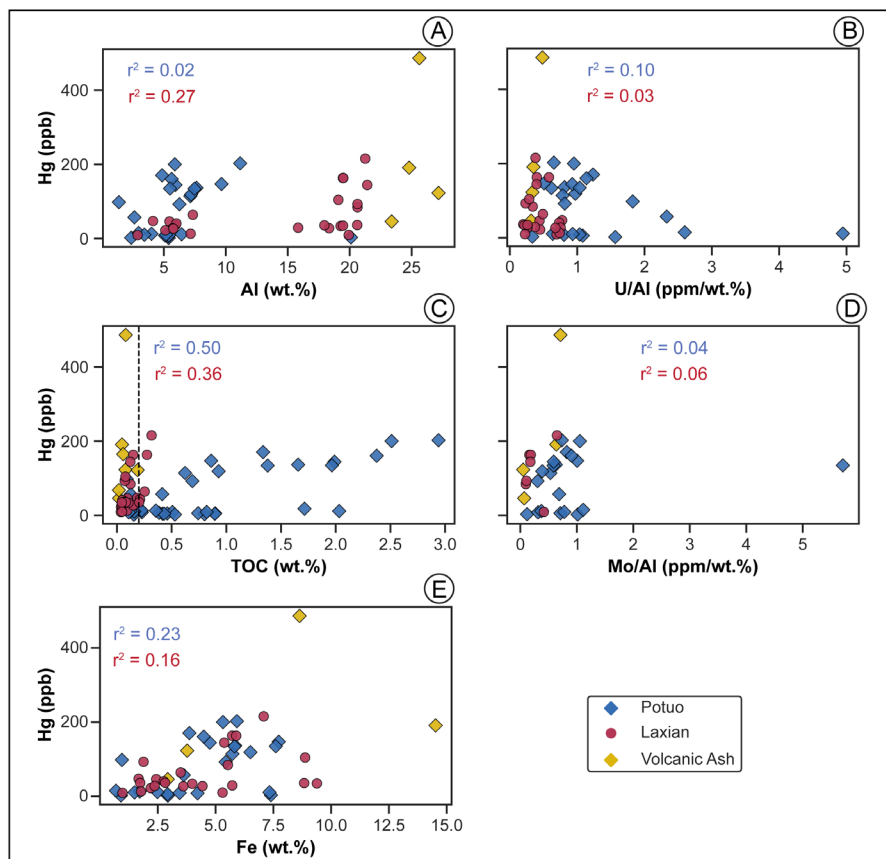 A
r² = 0.02
r² = 0.27
Hg (ppb)
400
200
0
5
10
15
20
25
Al (wt.%)
B
r² = 0.10
r² = 0.03
0
1
2
3
4
5
U/Al (ppm/wt.%)
C
r² = 0.50
r² = 0.36
Hg (ppb)
400
200
0
0.0
0.5
1.0
1.5
2.0
2.5
3.0
TOC (wt.%)
D
r² = 0.04
r² = 0.06
0
1
2
3
4
5
Mo/Al (ppm/wt.%)
E
r² = 0.23
r² = 0.16
Hg (ppb)
400
200
0
2.5
5.0
7.5
10.0
12.5
15.0
Fe (wt.%)
Potuo
Laxian
Volcanic Ash